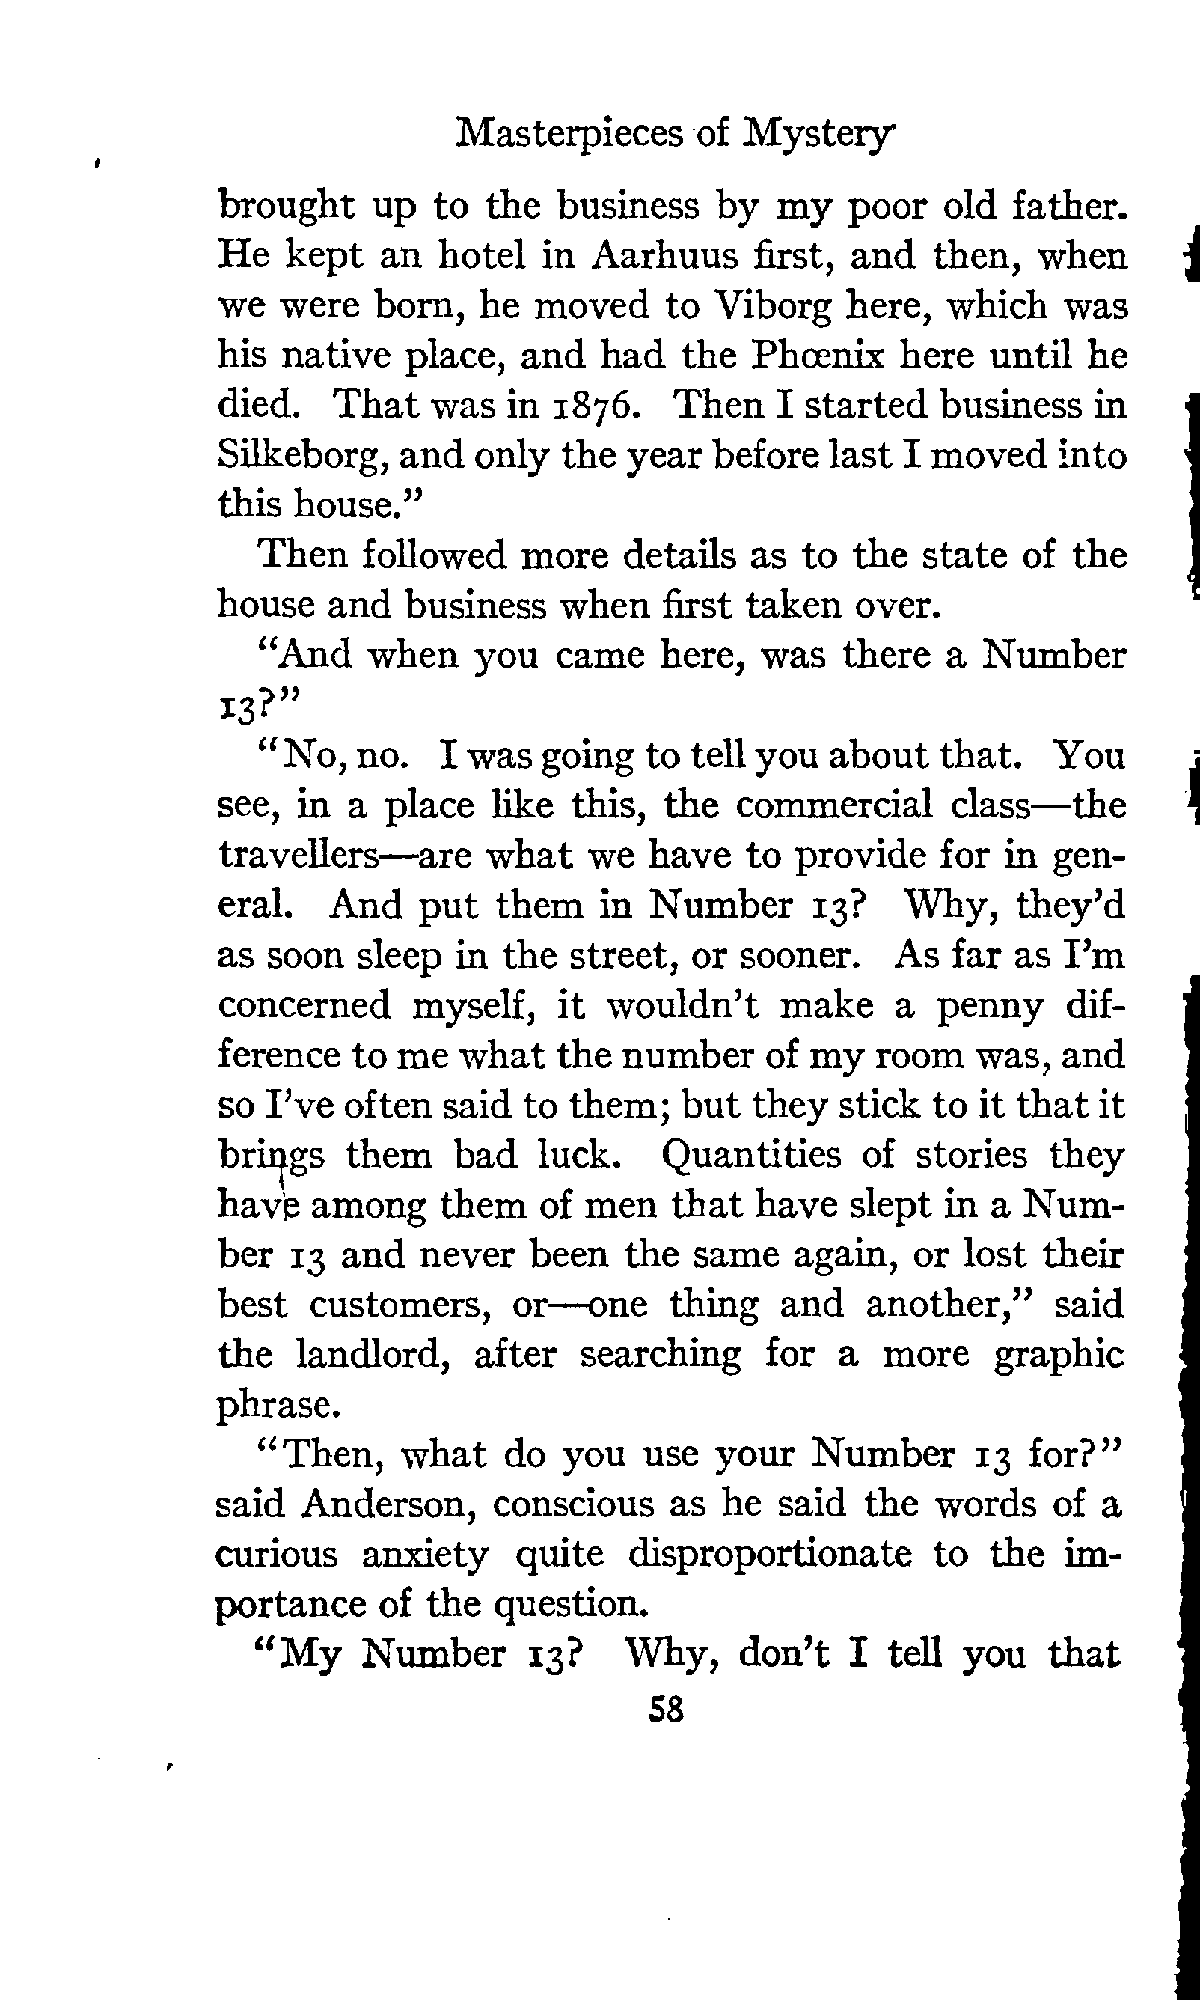 Masterpieces of Mystery
brought up to the business by my poor old father.
He kept an hotel in Aarhuus first, and then, when
we were born, he moved to Viborg here, which was
his native place, and had the Phœnix here until he
died. That was in 1876. Then I started business in
Silkeborg, and only the year before last I moved into
this house.”
Then followed more details as to the state of the
house and business when first taken over.
“And when you came here, was there a Number
13?”
“No, no. I was going to tell you about that. You
see, in a place like this, the commercial class—the
travellers—are what we have to provide for in gen-
eral. And put them in Number 13? Why, they’d
as soon sleep in the street, or sooner. As far as I’m
concerned myself, it wouldn’t make a penny dif-
ference to me what the number of my room was, and
so I’ve often said to them; but they stick to it that it
brings them bad luck. Quantities of stories they
have among them of men that have slept in a Num-
ber 13 and never been the same again, or lost their
best customers, or—one thing and another,” said
the landlord, after searching for a more graphic
phrase.
“Then, what do you use your Number 13 for?”
said Anderson, conscious as he said the words of a
curious anxiety quite disproportionate to the im-
portance of the question.
“My Number 13? Why, don’t I tell you that
58